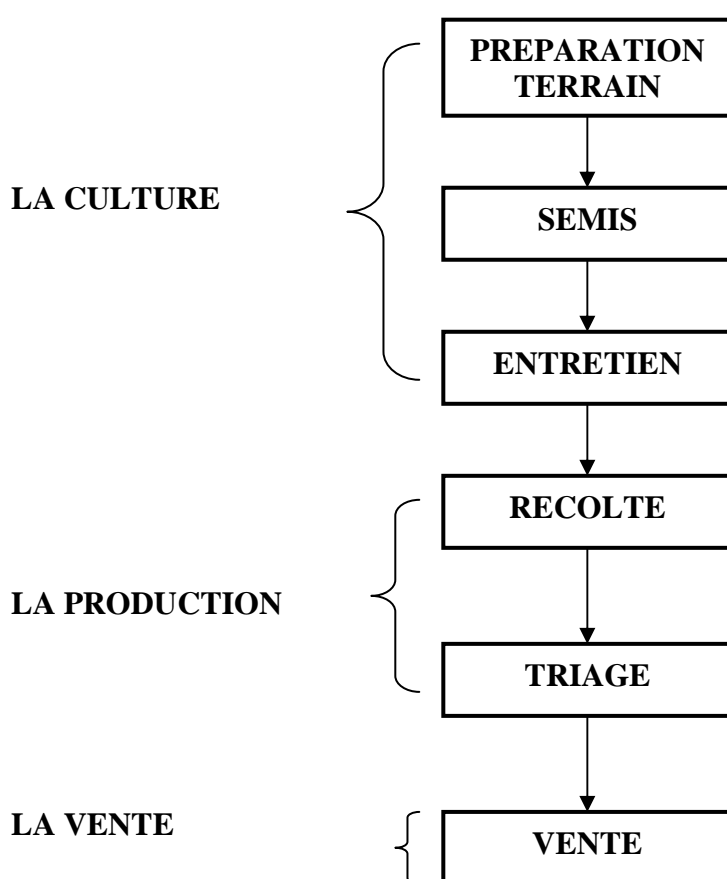 PREPARATION
TERRAIN
LA CULTURE
SEMIS
ENTRETIEN
RECOLTE
LA PRODUCTION
TRIAGE
LA VENTE
VENTE